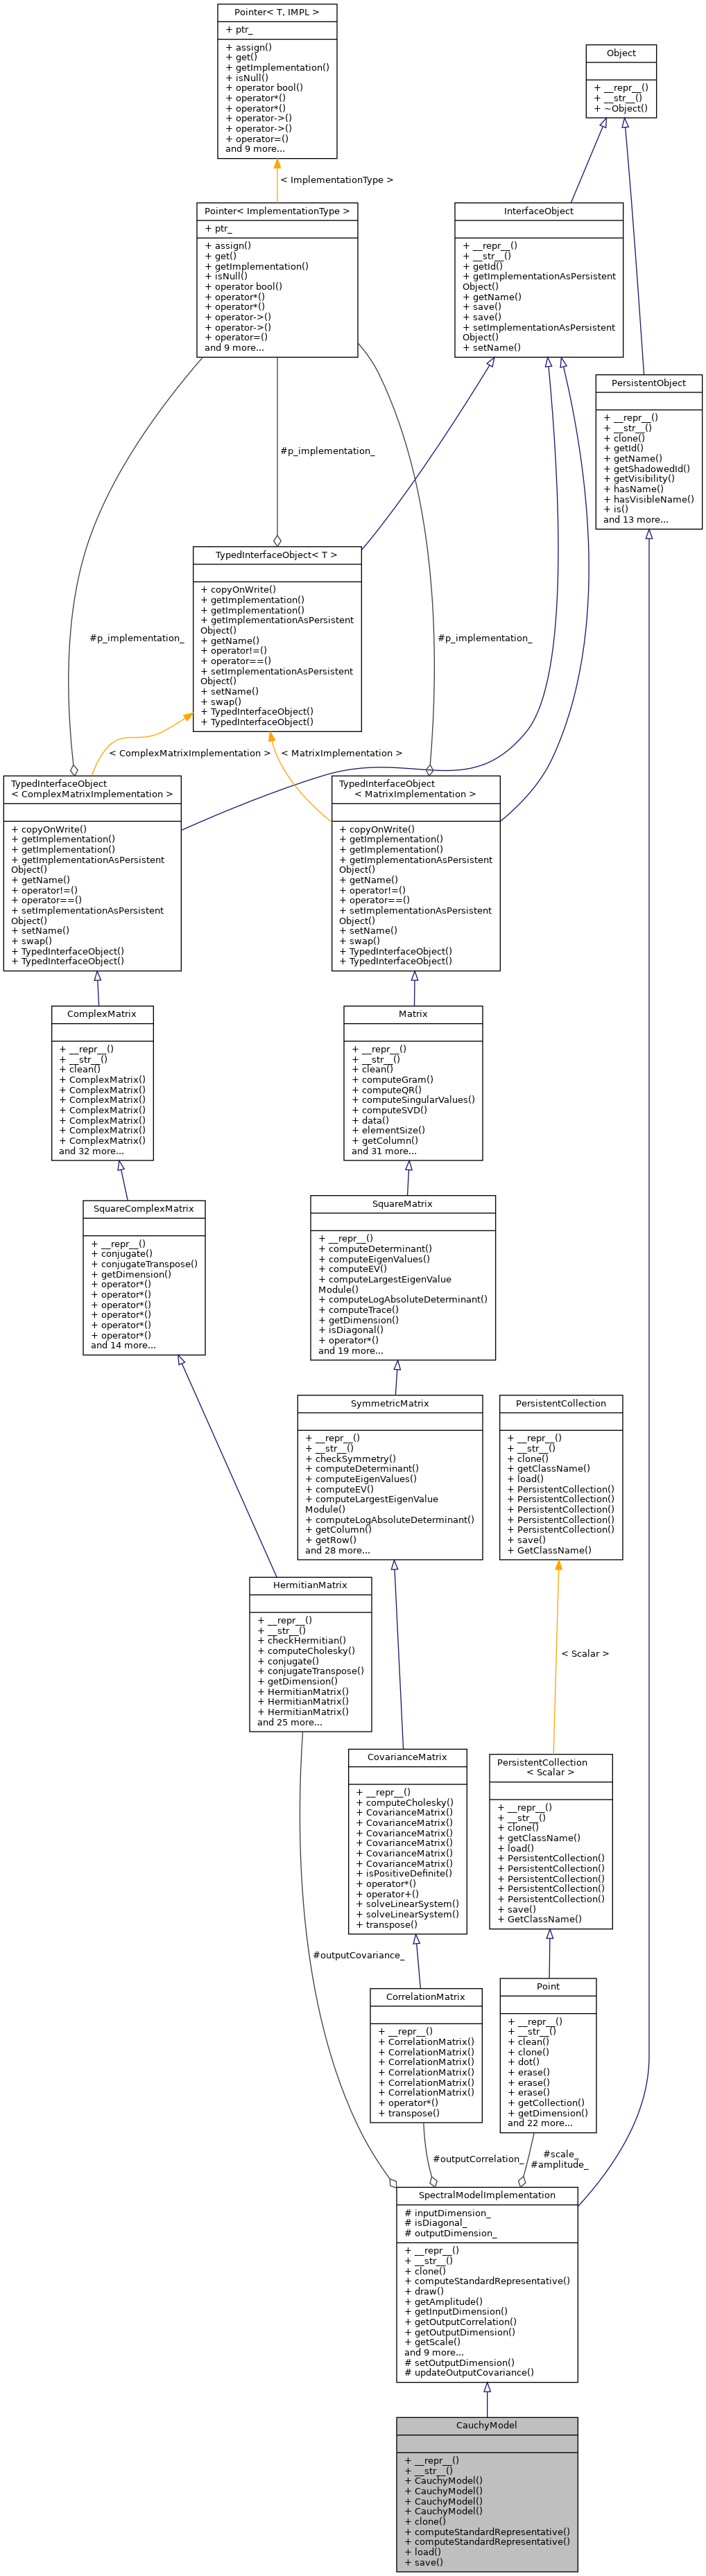 Pointer< T, IMPL >
+ ptr_
+ assign()
+ get()
+ getImplementation()
+ isNull()
+ operator bool()
+ operator*()
+ operator*()
+ operator->()
+ operator->()
+ operator=()
and 9 more...
Object
+ __repr__()
+ __str__()
+ ~Object()
< ImplementationType >
Pointer< ImplementationType >
+ ptr_
+ assign()
+ get()
+ getImplementation()
+ isNull()
+ operator bool()
+ operator*()
+ operator*()
+ operator->()
+ operator->()
+ operator=()
and 9 more...
InterfaceObject
+ __repr__()
+ __str__()
+ getId()
+ getImplementationAsPersistent
Object()
+ getName()
+ save()
+ save()
+ setImplementationAsPersistent
Object()
+ setName()
PersistentObject
+ __repr__()
+ __str__()
+ clone()
+ getId()
+ getName()
+ getShadowedId()
+ getVisibility()
+ hasName()
+ hasVisibleName()
+ is()
and 13 more...
#p_implementation_
TypedInterfaceObject< T >
+ copyOnWrite()
+ getImplementation()
+ getImplementation()
+ getImplementationAsPersistent
Object()
+ getName()
+ operator!=()
+ operator==()
+ setImplementationAsPersistent
Object()
+ setName()
+ swap()
+ TypedInterfaceObject()
+ TypedInterfaceObject()
#p_implementation_
#p_implementation_
< ComplexMatrixImplementation >
< MatrixImplementation >
TypedInterfaceObject
< ComplexMatrixImplementation >
+ copyOnWrite()
+ getImplementation()
+ getImplementation()
+ getImplementationAsPersistent
Object()
+ getName()
+ operator!=()
+ operator==()
+ setImplementationAsPersistent
Object()
+ setName()
+ swap()
+ TypedInterfaceObject()
+ TypedInterfaceObject()
TypedInterfaceObject
< MatrixImplementation >
+ copyOnWrite()
+ getImplementation()
+ getImplementation()
+ getImplementationAsPersistent
Object()
+ getName()
+ operator!=()
+ operator==()
+ setImplementationAsPersistent
Object()
+ setName()
+ swap()
+ TypedInterfaceObject()
+ TypedInterfaceObject()
ComplexMatrix
+ __repr__()
+ __str__()
+ clean()
+ ComplexMatrix()
+ ComplexMatrix()
+ ComplexMatrix()
+ ComplexMatrix()
+ ComplexMatrix()
+ ComplexMatrix()
+ ComplexMatrix()
and 32 more...
Matrix
+ __repr__()
+ __str__()
+ clean()
+ computeGram()
+ computeQR()
+ computeSingularValues()
+ computeSVD()
+ data()
+ elementSize()
+ getColumn()
and 31 more...
SquareComplexMatrix
+ __repr__()
+ conjugate()
+ conjugateTranspose()
+ getDimension()
+ operator*()
+ operator*()
+ operator*()
+ operator*()
+ operator*()
+ operator*()
and 14 more...
SquareMatrix
+ __repr__()
+ computeDeterminant()
+ computeEigenValues()
+ computeEV()
+ computeLargestEigenValue
Module()
+ computeLogAbsoluteDeterminant()
+ computeTrace()
+ getDimension()
+ isDiagonal()
+ operator*()
and 19 more...
SymmetricMatrix
+ __repr__()
+ __str__()
+ checkSymmetry()
+ computeDeterminant()
+ computeEigenValues()
+ computeEV()
+ computeLargestEigenValue
Module()
+ computeLogAbsoluteDeterminant()
+ getColumn()
+ getRow()
and 28 more...
PersistentCollection
+ __repr__()
+ __str__()
+ clone()
+ getClassName()
+ load()
+ PersistentCollection()
+ PersistentCollection()
+ PersistentCollection()
+ PersistentCollection()
+ PersistentCollection()
+ save()
+ GetClassName()
HermitianMatrix
+ __repr__()
+ __str__()
+ checkHermitian()
+ computeCholesky()
+ conjugate()
+ conjugateTranspose()
+ getDimension()
+ HermitianMatrix()
+ HermitianMatrix()
+ HermitianMatrix()
and 25 more...
< Scalar >
CovarianceMatrix
+ __repr__()
+ computeCholesky()
+ CovarianceMatrix()
+ CovarianceMatrix()
+ CovarianceMatrix()
+ CovarianceMatrix()
+ CovarianceMatrix()
+ CovarianceMatrix()
+ isPositiveDefinite()
+ operator*()
+ operator+()
+ solveLinearSystem()
+ solveLinearSystem()
+ transpose()
PersistentCollection
< Scalar >
+ __repr__()
+ __str__()
+ clone()
+ getClassName()
+ load()
+ PersistentCollection()
+ PersistentCollection()
+ PersistentCollection()
+ PersistentCollection()
+ PersistentCollection()
+ save()
+ GetClassName()
#outputCovariance_
CorrelationMatrix
+ __repr__()
+ CorrelationMatrix()
+ CorrelationMatrix()
+ CorrelationMatrix()
+ CorrelationMatrix()
+ CorrelationMatrix()
+ CorrelationMatrix()
+ operator*()
+ transpose()
Point
+ __repr__()
+ __str__()
+ clean()
+ clone()
+ dot()
+ erase()
+ erase()
+ erase()
+ getCollection()
+ getDimension()
and 22 more...
#outputCorrelation_
#scale_
#amplitude_
SpectralModelImplementation
# inputDimension_
# isDiagonal_
# outputDimension_
+ __repr__()
+ __str__()
+ clone()
+ computeStandardRepresentative()
+ draw()
+ getAmplitude()
+ getInputDimension()
+ getOutputCorrelation()
+ getOutputDimension()
+ getScale()
and 9 more...
# setOutputDimension()
# updateOutputCovariance()
CauchyModel
+ __repr__()
+ __str__()
+ CauchyModel()
+ CauchyModel()
+ CauchyModel()
+ CauchyModel()
+ clone()
+ computeStandardRepresentative()
+ computeStandardRepresentative()
+ load()
+ save()